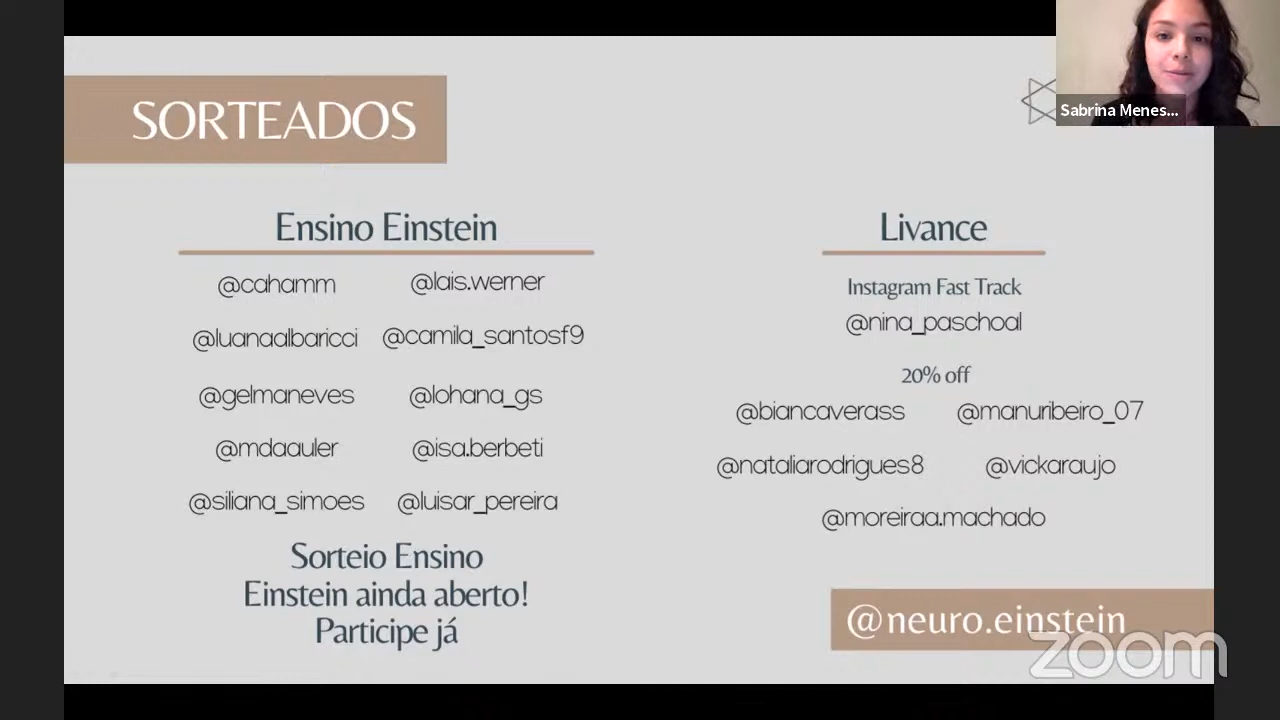 SORTEADOS
Sabrina Menes...
Ensino Einstein
@cahamm @lais.werner
@luanaalbaricci @camila_santosf9
@gelmaneves @lohana_gs
@mdaauler @isa.berbeti
@siliana_simoes @luisar_pereira
Sorteio Ensino
Einstein ainda aberto!
Participe já
Livance
Instagram Fast Track
@nina_paschoal
20% off
@biancaverass @manuribeiro_07
@nataliarodrigues8 @vickaraujo
@moreiraa.machado
@neuro.einstein
zoom